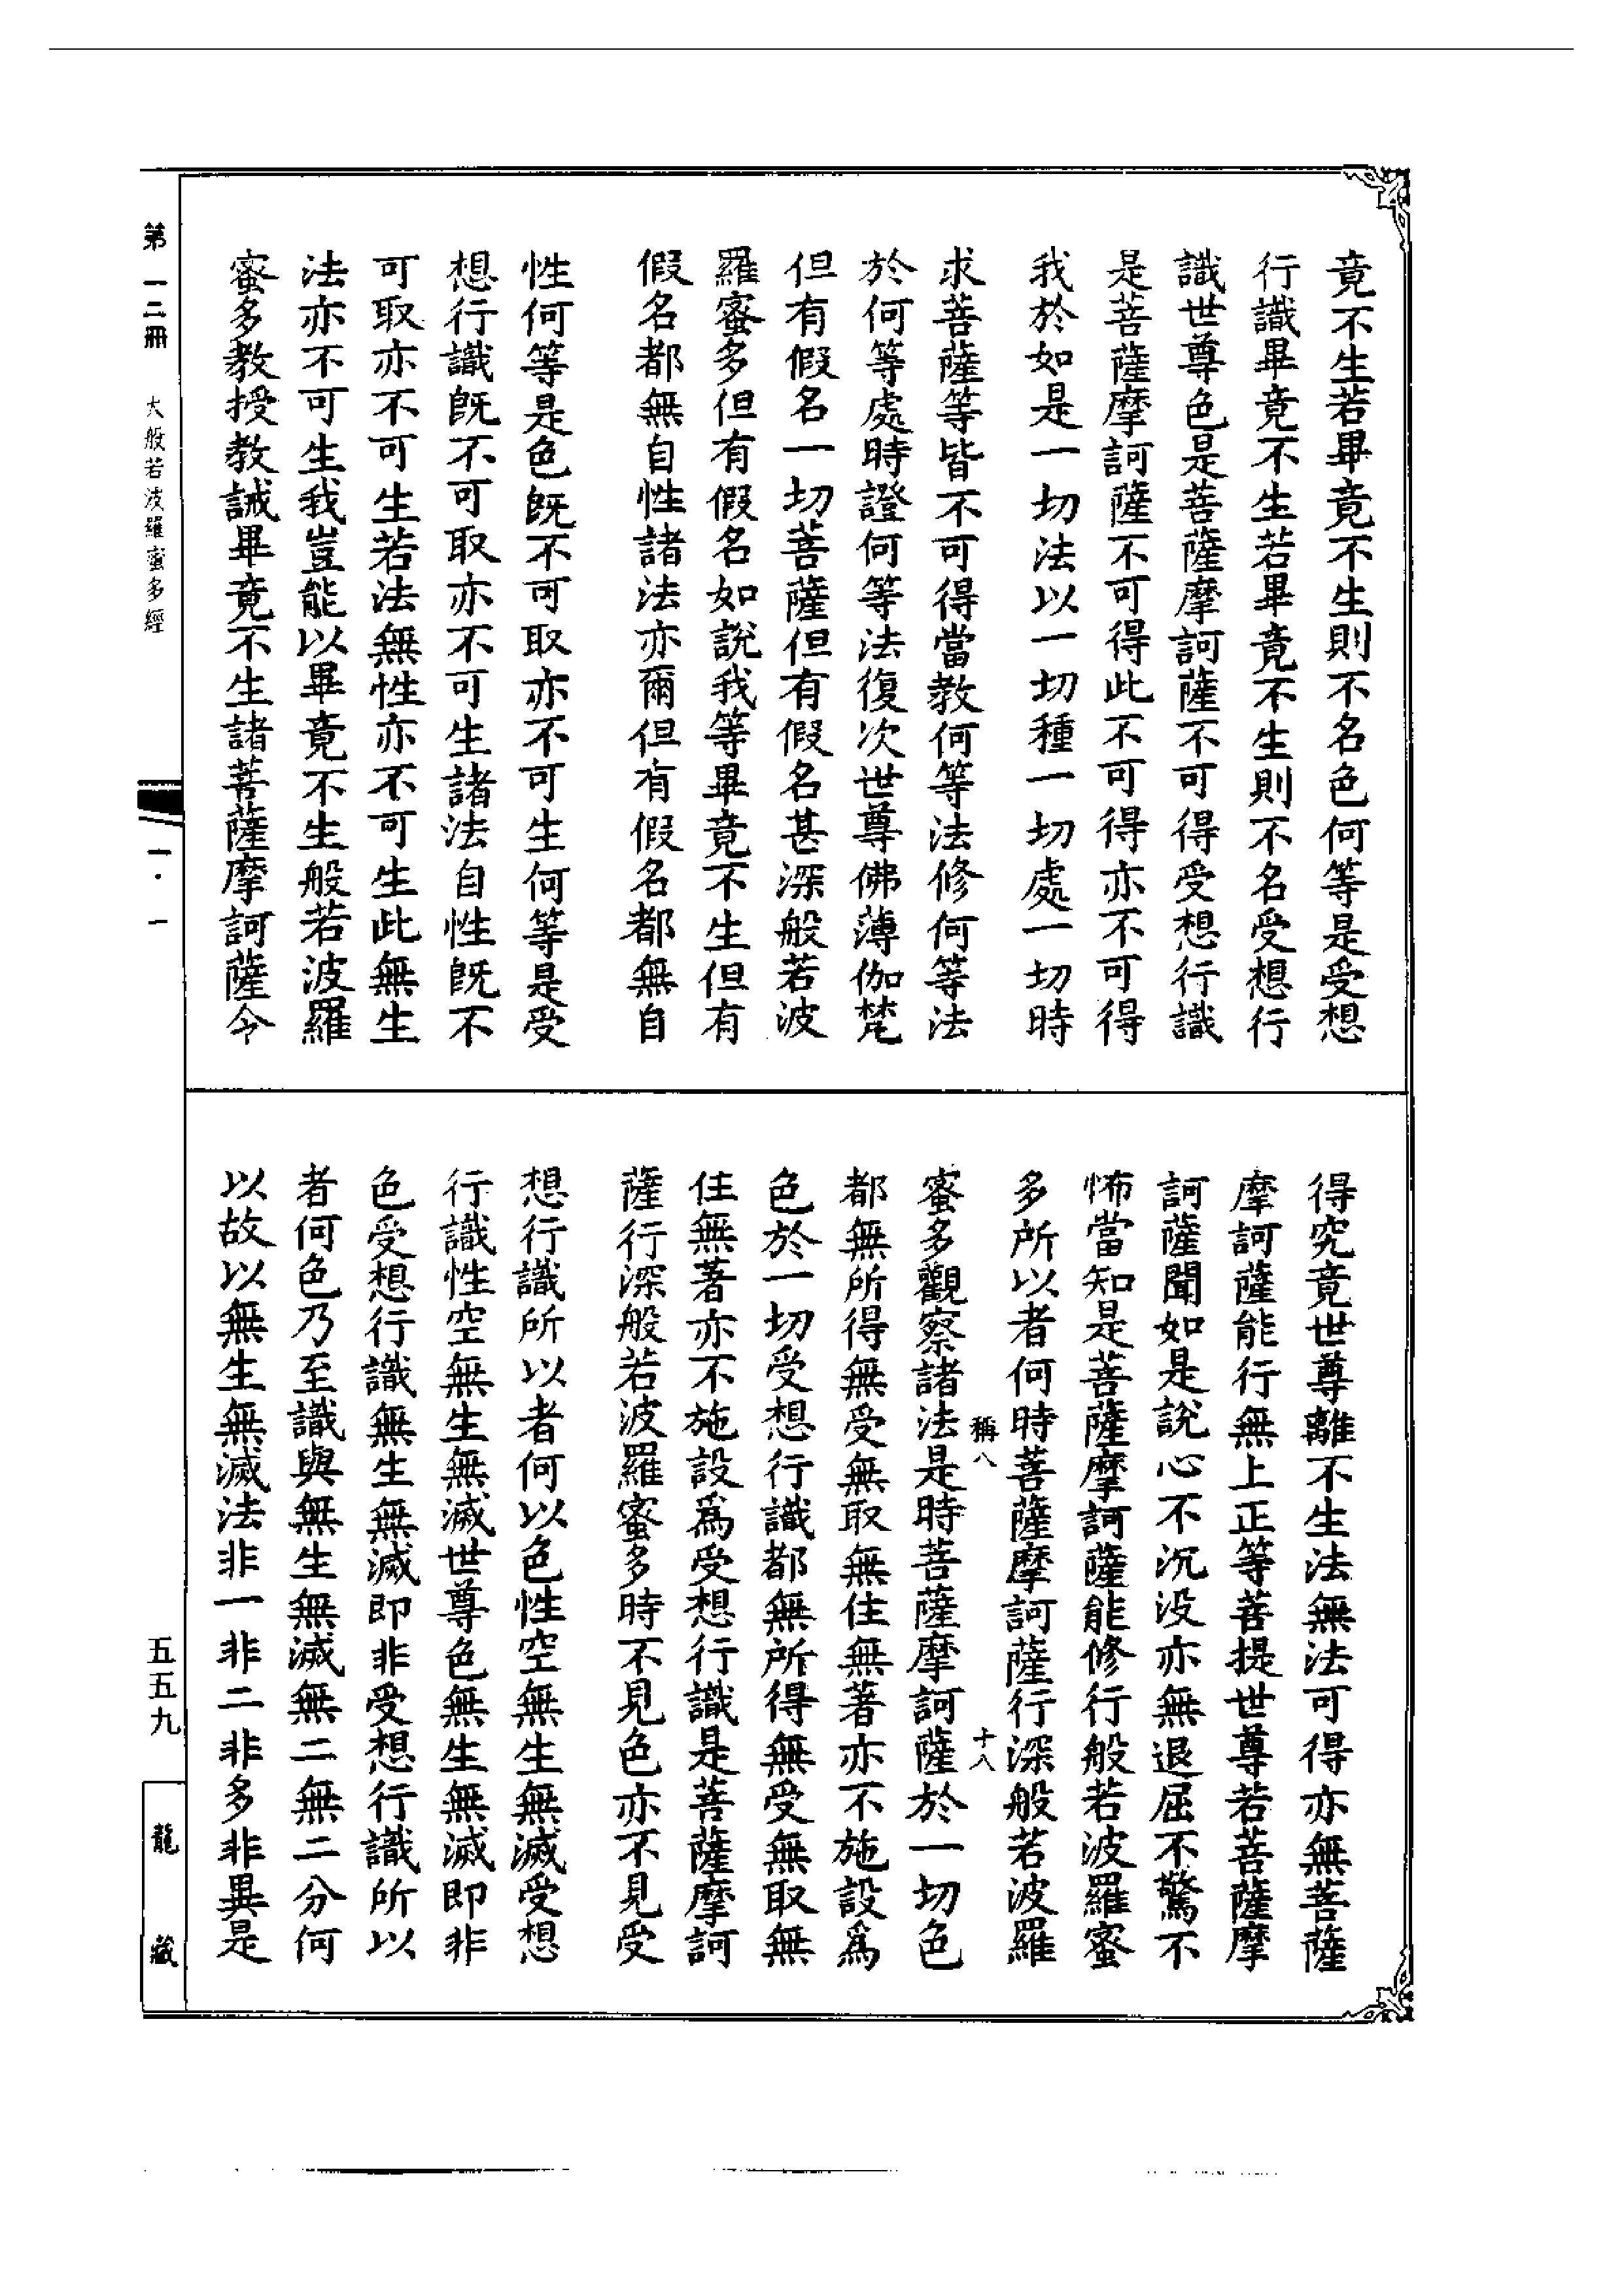 竟不生若畢竟不生則不名色何等是受想
行識畢竟不生若畢竟不生則不名受想行
識世尊色是菩薩摩訶薩不可得受想行識
是菩薩摩訶薩不可得此不可得亦不可得
我於如是一切法以一切種一切處一切時
求菩薩等皆不可得當教何等法修何等法
於何等處時證何等法復次世尊佛薄伽梵
但有假名一切菩薩但有假名甚深般若波
羅蜜多但有假名如說我等畢竟不生但有
假名都無自性諸法亦爾但有假名都無自
性何等是色既不可取亦不可生何等是受
想行識既不可取亦不可生諸法自性既不
可取亦不可生若法無性亦不可生此無生
法亦不可生我豈能以畢竟不生般若波羅
蜜多教授教誡畢竟不生諸菩薩摩訶薩令
得究竟世尊離不生法無法可得亦無菩薩
摩訶薩能行無上正等菩提世尊若菩薩摩
訶薩聞如是說心不沉沒亦無退屈不驚不
怖當知是菩薩摩訶薩能修行般若波羅蜜
多所以者何時菩薩摩訶薩行深般若波羅
稱八 十八
蜜多觀察諸法是時菩薩摩訶薩於一切色
都無所得無受無取無住無著亦不施設爲
色於一切受想行識都無所得無受無取無
住無著亦不施設爲受想行識是菩薩摩訶
薩行深般若波羅蜜多時不見色亦不見受
想行識所以者何以色性空無生無滅受想
行識性空無生無滅世尊色無生無滅即非
色受想行識無生無滅即非受想行識所以
者何色乃至識與無生無滅無二無二分何
以故以無生無滅法非一非二非多非異是
第一二冊 大般若波羅蜜多經 一·一 五五九 龍藏